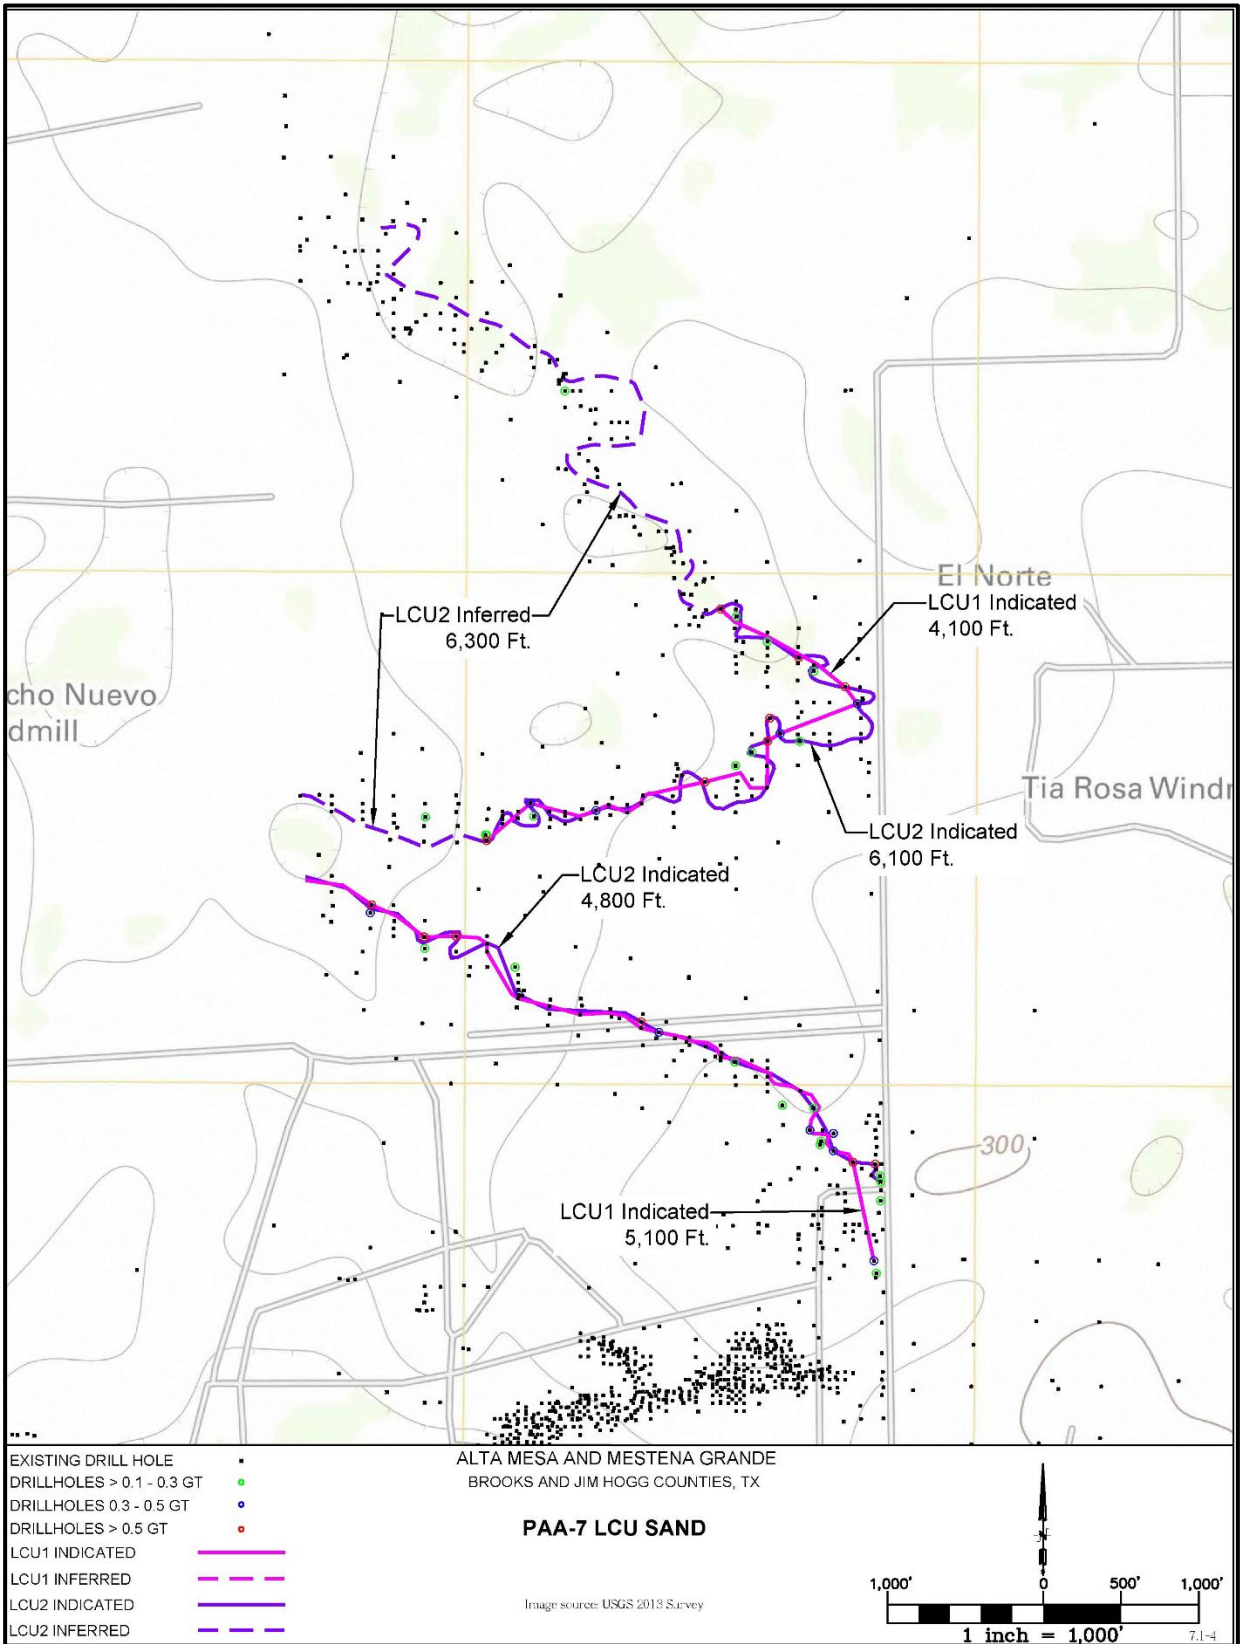 El Norte
LCU1 Indicated
4,100 Ft.
LCU2 Inferred
6,300 Ft.
cho Nuevo
dmill
Tia Rosa Windr
LCU2 Indicated
6,100 Ft.
LCU2 Indicated
4,800 Ft.
300
LCU1 Indicated
5,100 Ft.
EXISTING DRILL HOLE
DRILLHOLES > 0.1 - 0.3 GT
DRILLHOLES 0.3 - 0.5 GT
DRILLHOLES > 0.5 GT
LCU1 INDICATED
LCU1 INFERRED
LCU2 INDICATED
LCU2 INFERRED
ALTA MESA AND MESTENA GRANDE
BROOKS AND JIM HOGG COUNTIES, TX
PAA-7 LCU SAND
Image source: USGS 2013 Survey
N
1,000' 0 500' 1,000'
1 inch = 1,000'
7.1-4